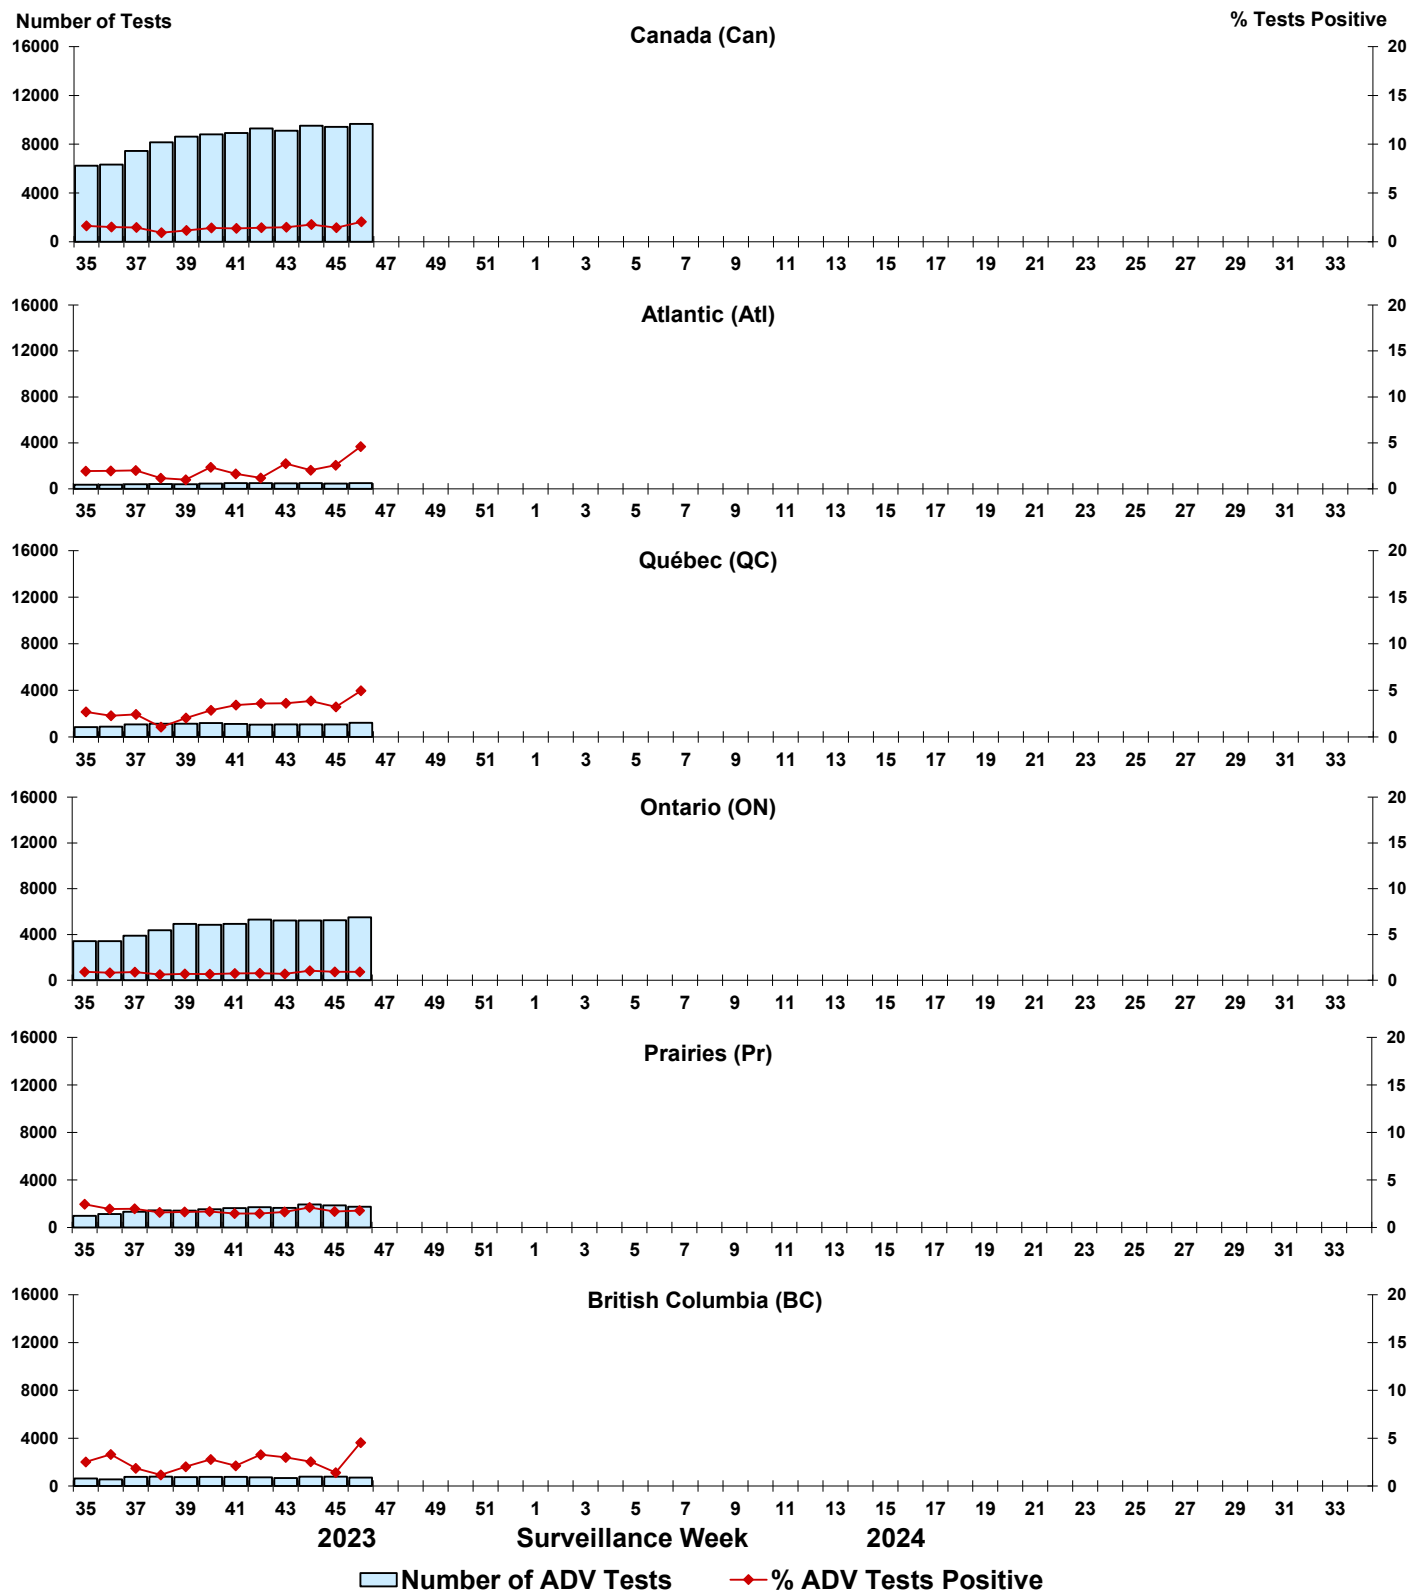 Number of Tests
% Tests Positive
Canada (Can)
16000 20
12000 15
8000 10
4000 5
0 0
35 37 39 41 43 45 47 49 51 1 3 5 7 9 11 13 15 17 19 21 23 25 27 29 31 33
Atlantic (Atl)
16000 20
12000 15
8000 10
4000 5
0 0
35 37 39 41 43 45 47 49 51 1 3 5 7 9 11 13 15 17 19 21 23 25 27 29 31 33
Québec (QC)
16000 20
12000 15
8000 10
4000 5
0 0
35 37 39 41 43 45 47 49 51 1 3 5 7 9 11 13 15 17 19 21 23 25 27 29 31 33
Ontario (ON)
16000 20
12000 15
8000 10
4000 5
0 0
35 37 39 41 43 45 47 49 51 1 3 5 7 9 11 13 15 17 19 21 23 25 27 29 31 33
Prairies (Pr)
16000 20
12000 15
8000 10
4000 5
0 0
35 37 39 41 43 45 47 49 51 1 3 5 7 9 11 13 15 17 19 21 23 25 27 29 31 33
British Columbia (BC)
16000 20
12000 15
8000 10
4000 5
0 0
35 37 39 41 43 45 47 49 51 1 3 5 7 9 11 13 15 17 19 21 23 25 27 29 31 33
2023 Surveillance Week 2024
Number of ADV Tests % ADV Tests Positive